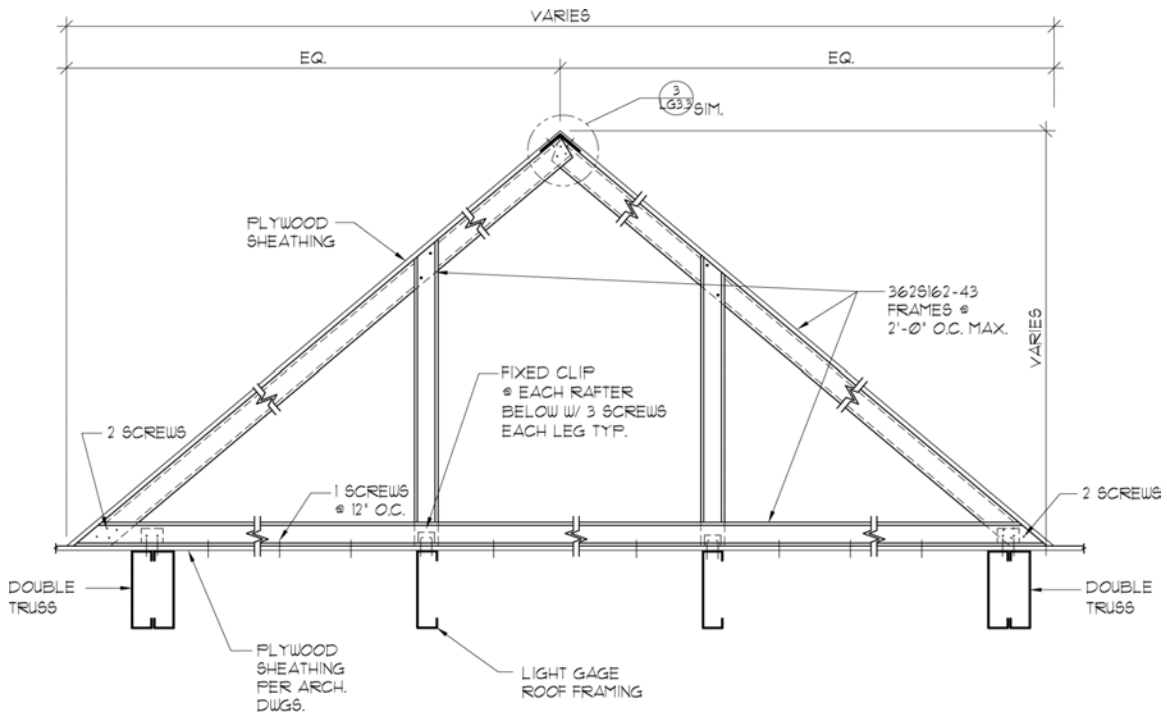 VARIES
EQ.
EQ.
3
LG3.3
SIM.
PLYWOOD
SHEATHING
362S162-43
FRAMES @
2'-0" O.C. MAX.
VARIES
FIXED CLIP
@ EACH RAFTER
BELOW W/ 3 SCREWS
EACH LEG TYP.
2 SCREWS
1 SCREWS
@ 12" O.C.
2 SCREWS
DOUBLE
TRUSS
DOUBLE
TRUSS
PLYWOOD
SHEATHING
PER ARCH.
DWGS.
LIGHT GAGE
ROOF FRAMING